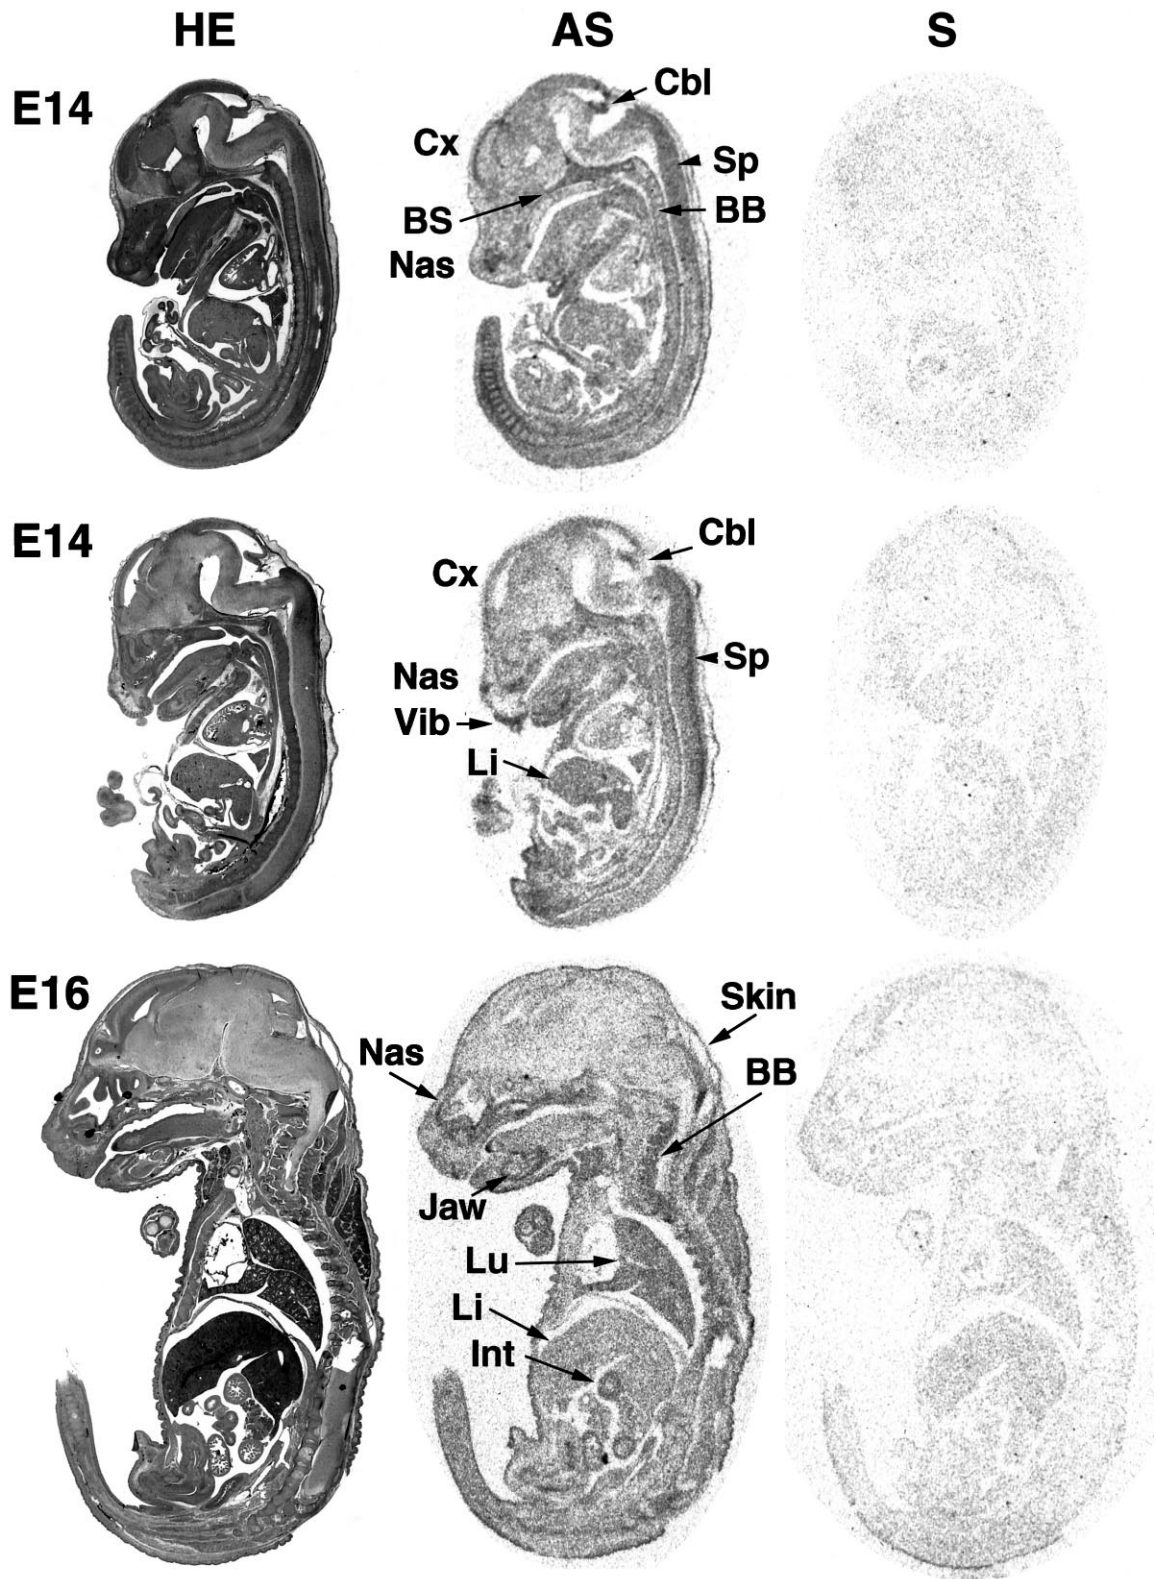 HE AS S
E14
Cbl
Cx
Sp
BS
BB
Nas
E14
Cbl
Cx
Sp
Nas
Vib
Li
E16
Skin
Nas
BB
Jaw
Lu
Li
Int